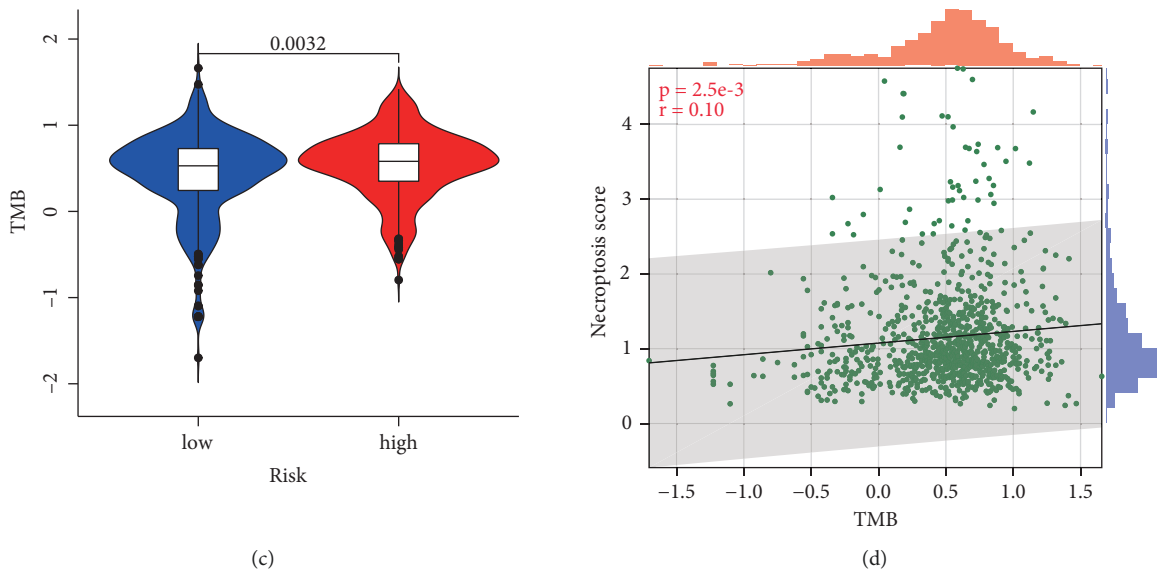 2
1
0
−1
−2
TMB
0.0032
low
high
Risk
(c)
p = 2.5e-3
r = 0.10
4
3
2
1
0
Necroptosis score
−1.5
−1.0
−0.5
0.0
0.5
1.0
1.5
TMB
(d)